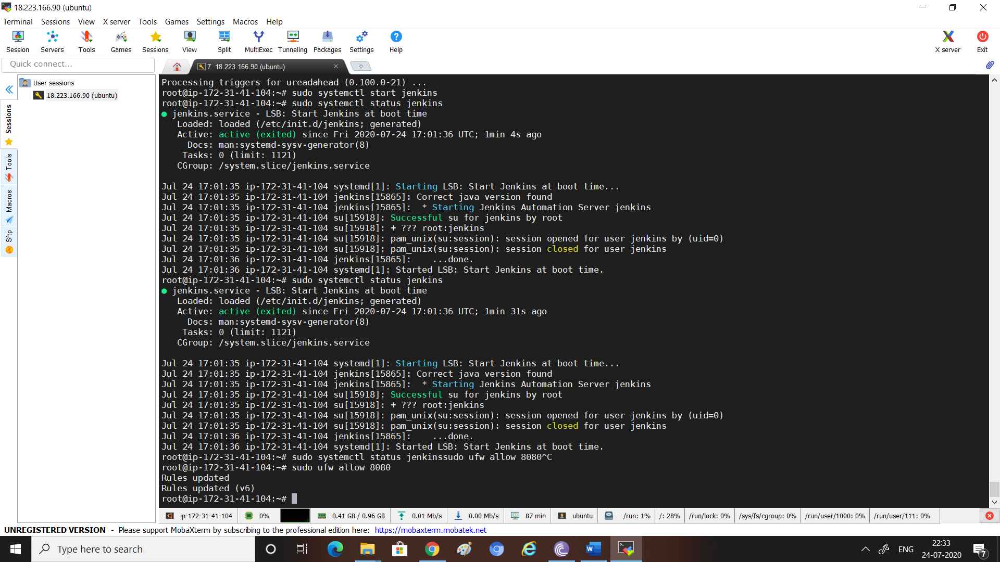 18.223.166.90 (ubuntu)
Terminal Sessions View X server Tools Games Settings Macros Help
Session Servers Tools Games Sessions View Split MultiExec Tunneling Packages Settings Help X server Exit
Quick connect...
7. 18.223.166.90 (ubuntu)
User sessions
18.223.166.90 (ubuntu)
Sessions
Tools
Macros
Sftp
Processing triggers for ureadahead (0.100.0-21) ...
root@ip-172-31-41-104:~# sudo systemctl start jenkins
root@ip-172-31-41-104:~# sudo systemctl status jenkins
● jenkins.service - LSB: Start Jenkins at boot time
Loaded: loaded (/etc/init.d/jenkins; generated)
Active: active (exited) since Fri 2020-07-24 17:01:36 UTC; 1min 4s ago
Docs: man:systemd-sysv-generator(8)
Tasks: 0 (limit: 1121)
CGroup: /system.slice/jenkins.service
Jul 24 17:01:35 ip-172-31-41-104 systemd[1]: Starting LSB: Start Jenkins at boot time...
Jul 24 17:01:35 ip-172-31-41-104 jenkins[15865]: Correct java version found
Jul 24 17:01:35 ip-172-31-41-104 jenkins[15865]:  * Starting Jenkins Automation Server jenkins
Jul 24 17:01:35 ip-172-31-41-104 su[15918]: Successful su for jenkins by root
Jul 24 17:01:35 ip-172-31-41-104 su[15918]: + ??? root:jenkins
Jul 24 17:01:35 ip-172-31-41-104 su[15918]: pam_unix(su:session): session opened for user jenkins by (uid=0)
Jul 24 17:01:35 ip-172-31-41-104 su[15918]: pam_unix(su:session): session closed for user jenkins
Jul 24 17:01:36 ip-172-31-41-104 jenkins[15865]:    ...done.
Jul 24 17:01:36 ip-172-31-41-104 systemd[1]: Started LSB: Start Jenkins at boot time.
root@ip-172-31-41-104:~# sudo systemctl status jenkins
● jenkins.service - LSB: Start Jenkins at boot time
Loaded: loaded (/etc/init.d/jenkins; generated)
Active: active (exited) since Fri 2020-07-24 17:01:36 UTC; 1min 31s ago
Docs: man:systemd-sysv-generator(8)
Tasks: 0 (limit: 1121)
CGroup: /system.slice/jenkins.service
Jul 24 17:01:35 ip-172-31-41-104 systemd[1]: Starting LSB: Start Jenkins at boot time...
Jul 24 17:01:35 ip-172-31-41-104 jenkins[15865]: Correct java version found
Jul 24 17:01:35 ip-172-31-41-104 jenkins[15865]:  * Starting Jenkins Automation Server jenkins
Jul 24 17:01:35 ip-172-31-41-104 su[15918]: Successful su for jenkins by root
Jul 24 17:01:35 ip-172-31-41-104 su[15918]: + ??? root:jenkins
Jul 24 17:01:35 ip-172-31-41-104 su[15918]: pam_unix(su:session): session opened for user jenkins by (uid=0)
Jul 24 17:01:35 ip-172-31-41-104 su[15918]: pam_unix(su:session): session closed for user jenkins
Jul 24 17:01:36 ip-172-31-41-104 jenkins[15865]:    ...done.
Jul 24 17:01:36 ip-172-31-41-104 systemd[1]: Started LSB: Start Jenkins at boot time.
root@ip-172-31-41-104:~# sudo systemctl status jenkinssudo ufw allow 8080^C
root@ip-172-31-41-104:~# sudo ufw allow 8080
Rules updated
Rules updated (v6)
root@ip-172-31-41-104:~#
ip-172-31-41-104 0% 0.41 GB / 0.96 GB 0.01 Mb/s 0.00 Mb/s 87 min ubuntu /run: 1% /: 28% /run/lock: 0% /sys/fs/cgroup: 0% /run/user/1000: 0% /run/user/111: 0%
UNREGISTERED VERSION - Please support MobaXterm by subscribing to the professional edition here: https://mobaxterm.mobatek.net
Type here to search
ENG
22:33
24-07-2020
7